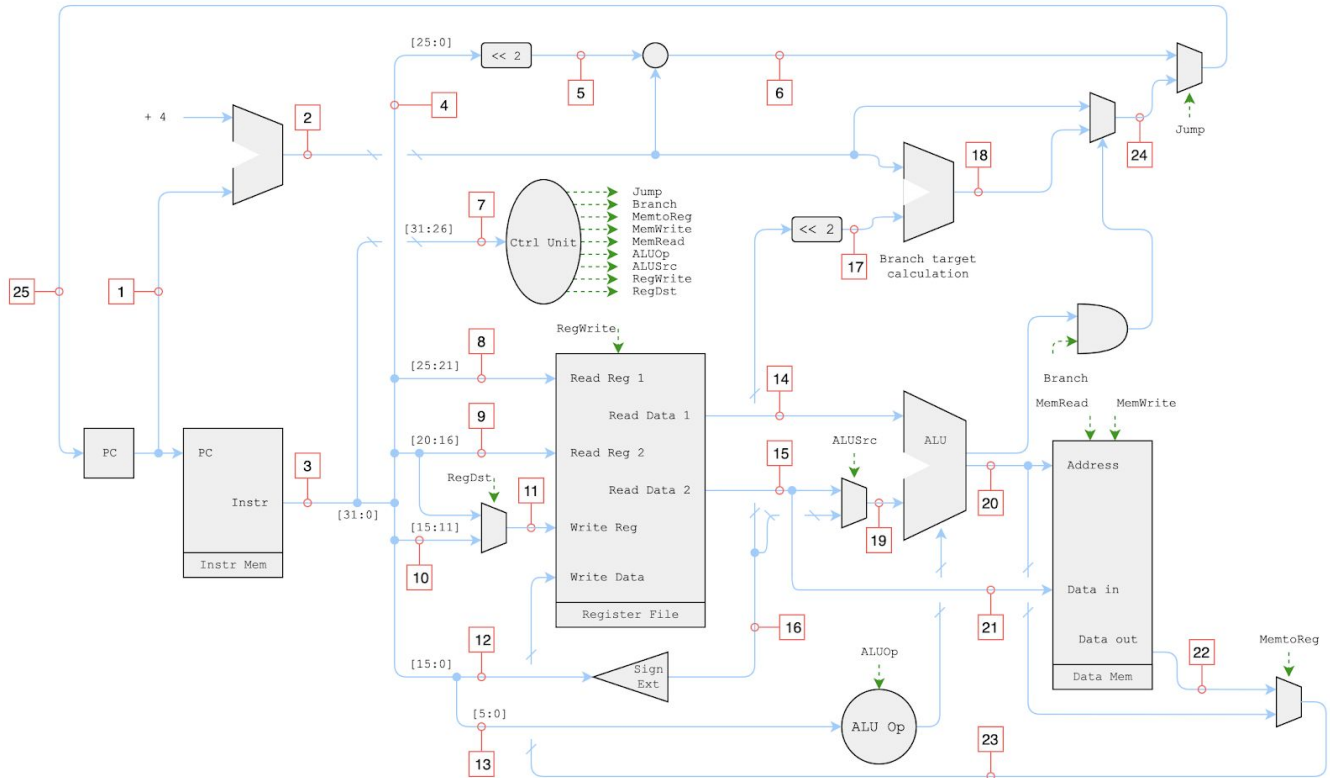 [25:0]
<< 2
5
6
4
+ 4
2
Jump
24
18
7
[31:26]
Ctrl Unit
Jump
Branch
MemtoReg
MemWrite
MemRead
ALUOp
ALUSrc
RegWrite
RegDst
<< 2
17
Branch target
calculation
25
1
RegWrite
8
[25:21]
Read Reg 1
14
Read Data 1
Branch
MemRead
MemWrite
9
[20:16]
Read Reg 2
ALUSrc
ALU
PC
PC
3
Instr
[31:0]
Instr Mem
RegDst
11
[15:11]
10
Read Data 2
15
Write Reg
Write Data
Register File
19
20
Address
Data in
21
Data out
Data Mem
22
MemtoReg
12
[15:0]
Sign
Ext
16
ALUOp
ALU Op
[5:0]
13
23